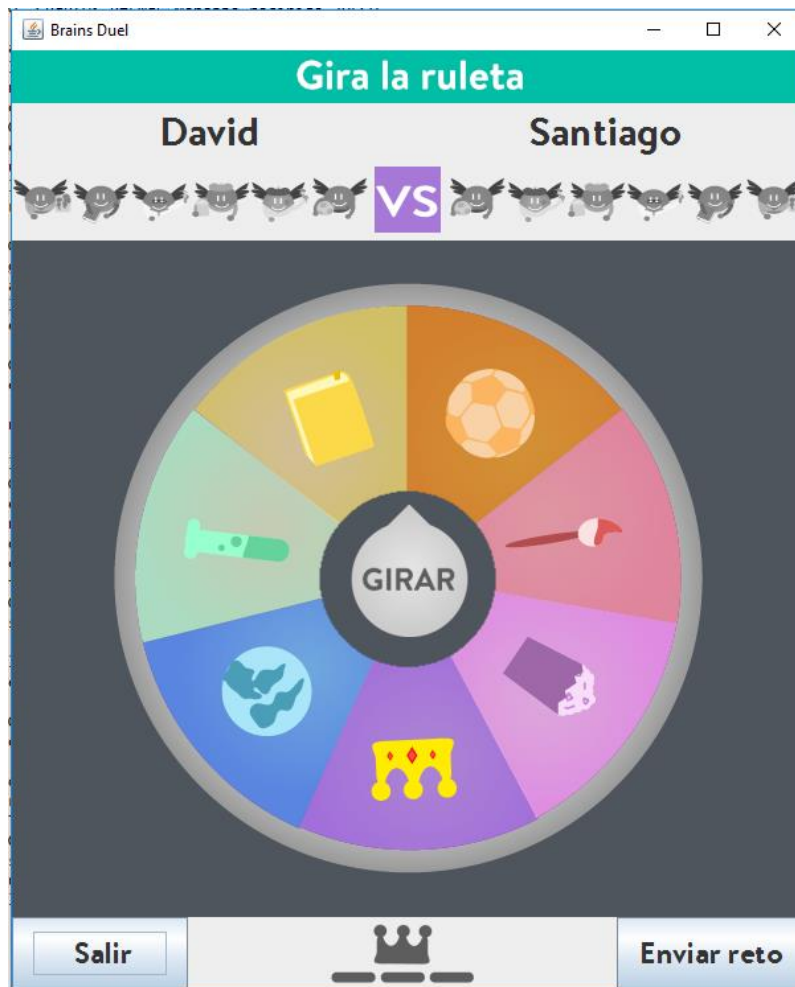 Brains Duel
Gira la ruleta
David Santiago
VS
GIRAR
Salir Enviar reto